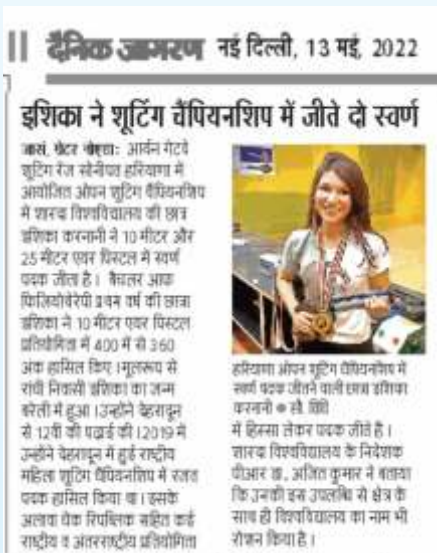 दैनिक जागरण नई दिल्ली, 13 मई, 2022
इशिका ने शूटिंग चैंपियनशिप में जीते दो स्वर्ण
जासं, ग्रेटर नोएडाः आर्यन गेटवे
शूटिंग रेंज सोनीपत हरियाणा में
आयोजित ओपन शूटिंग चैंपियनशिप
में शारदा विश्वविद्यालय की छात्र
इशिका करनानी ने 10 मीटर और
25 मीटर एयर पिस्टल में स्वर्ण
पदक जीता है। बैचलर आफ
फिजियोथेरेपी प्रथम वर्ष की छात्रा
इशिका ने 10 मीटर एयर पिस्टल
प्रतियोगिता में 400 में से 360
अंक हासिल किए।मूलरूप से
रांची निवासी इशिका का जन्म
बरेली में हुआ।उन्होंने देहरादून
से 12वीं की पढ़ाई की।2019 में
उन्होंने देहरादून में हुई राष्ट्रीय
महिला शूटिंग चैंपियनशिप में रजत
पदक हासिल किया था। इसके
अलावा चेक रिपब्लिक सहित कई
राष्ट्रीय व अंतरराष्ट्रीय प्रतियोगिता
हरियाणा ओपन शूटिंग चैंपियनशिप में
स्वर्ण पदक जीतने वाली छात्रा इशिका
करनानी ● सौ.
में हिस्सा लेकर पदक जीते हैं।
शारदा विश्वविद्यालय के निदेशक
पीआर डा. अजित कुमार ने बताया
कि उनकी इस उपलब्धि से क्षेत्र के
साथ ही विश्वविद्यालय का नाम भी
रोशन किया है।